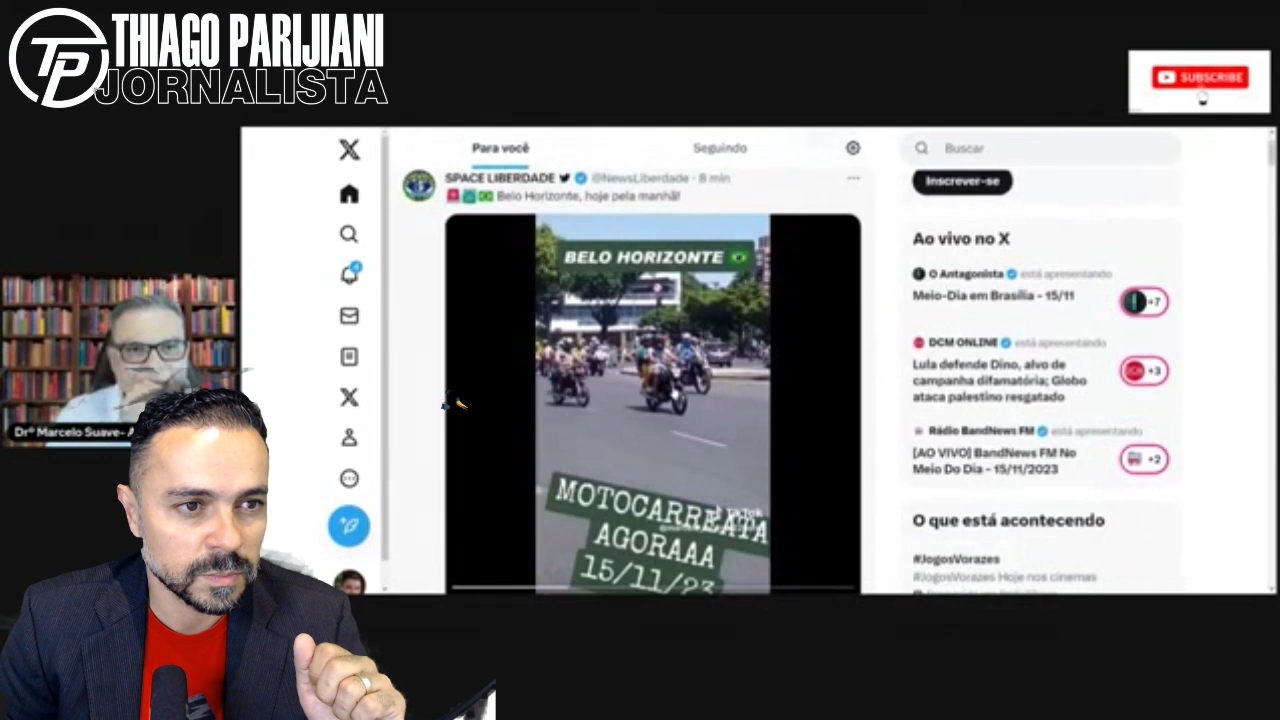 TP
THIAGO PARIJIANI
JORNALISTA
SUBSCRIBE
Para você
Seguindo
Buscar
SPACE LIBERDADE @NewsLiberdade · 8 min
Belo Horizonte, hoje pela manhã!
BELO HORIZONTE
MOTOCARREATA
AGORAAA
15/11/23
Inscrever-se
Ao vivo no X
O Antagonista está apresentando
Meio-Dia em Brasília - 15/11
+7
DCM ONLINE está apresentando
Lula defende Dino, alvo de
campanha difamatória; Globo
ataca palestino resgatado
+3
Rádio BandNews FM está apresentando
[AO VIVO] BandNews FM No
Meio Do Dia - 15/11/2023
+2
O que está acontecendo
#JogosVorazes
#JogosVorazes Hoje nos cinemas
Drº Marcelo Suave- A